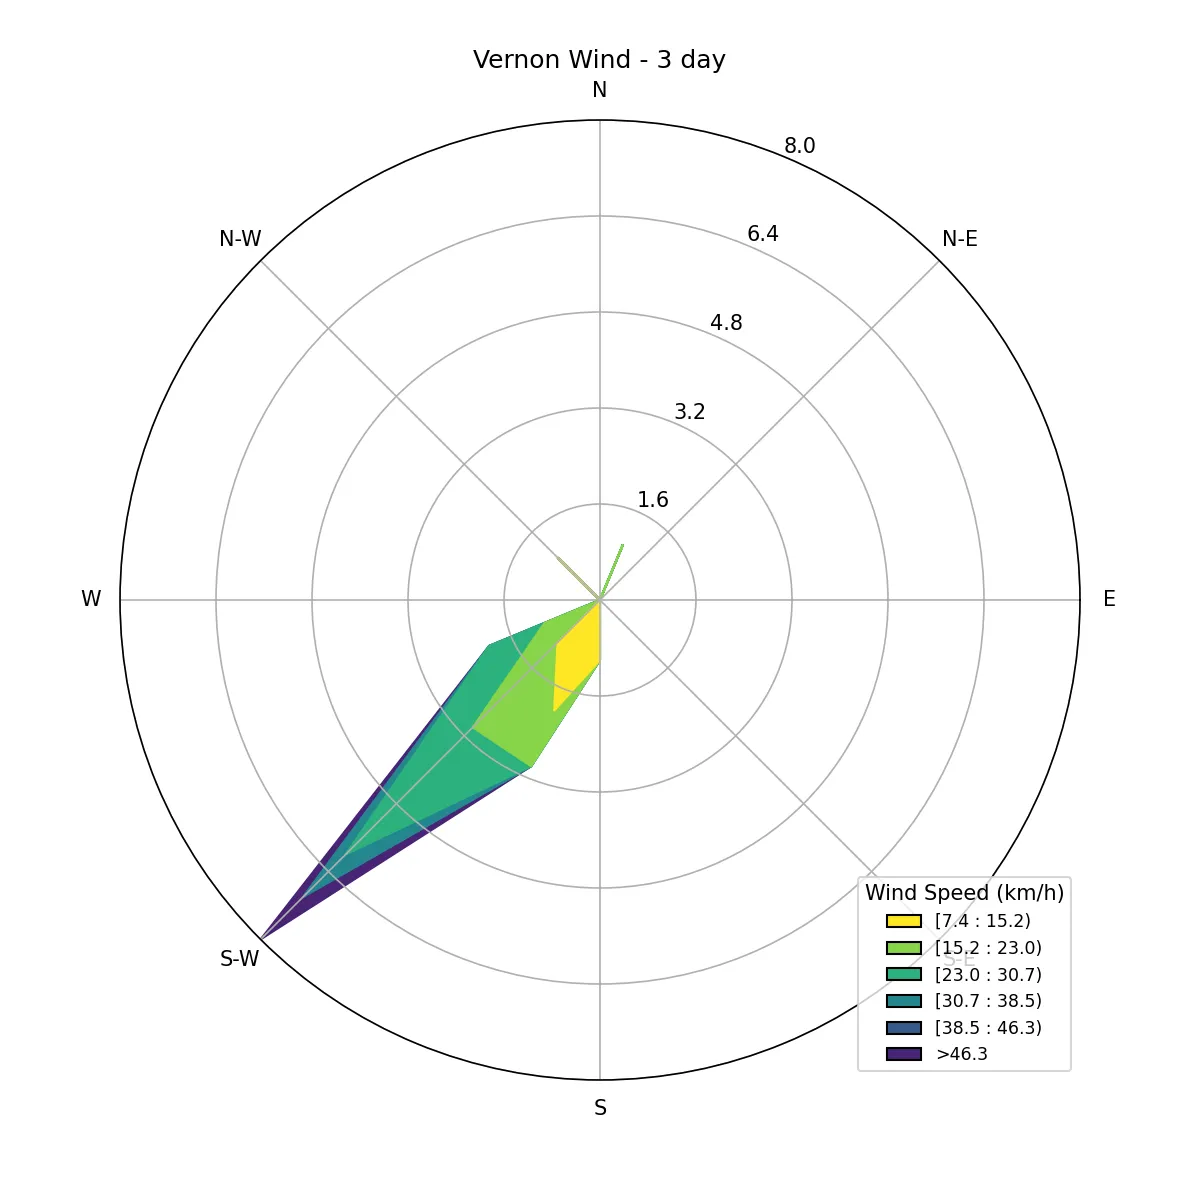 Vernon Wind - 3 day
N
8.0
N-W
6.4
N-E
4.8
3.2
1.6
W
E
S-W
S-E
Wind Speed (km/h)
[7.4 : 15.2)
[15.2 : 23.0)
[23.0 : 30.7)
[30.7 : 38.5)
[38.5 : 46.3)
>46.3
S